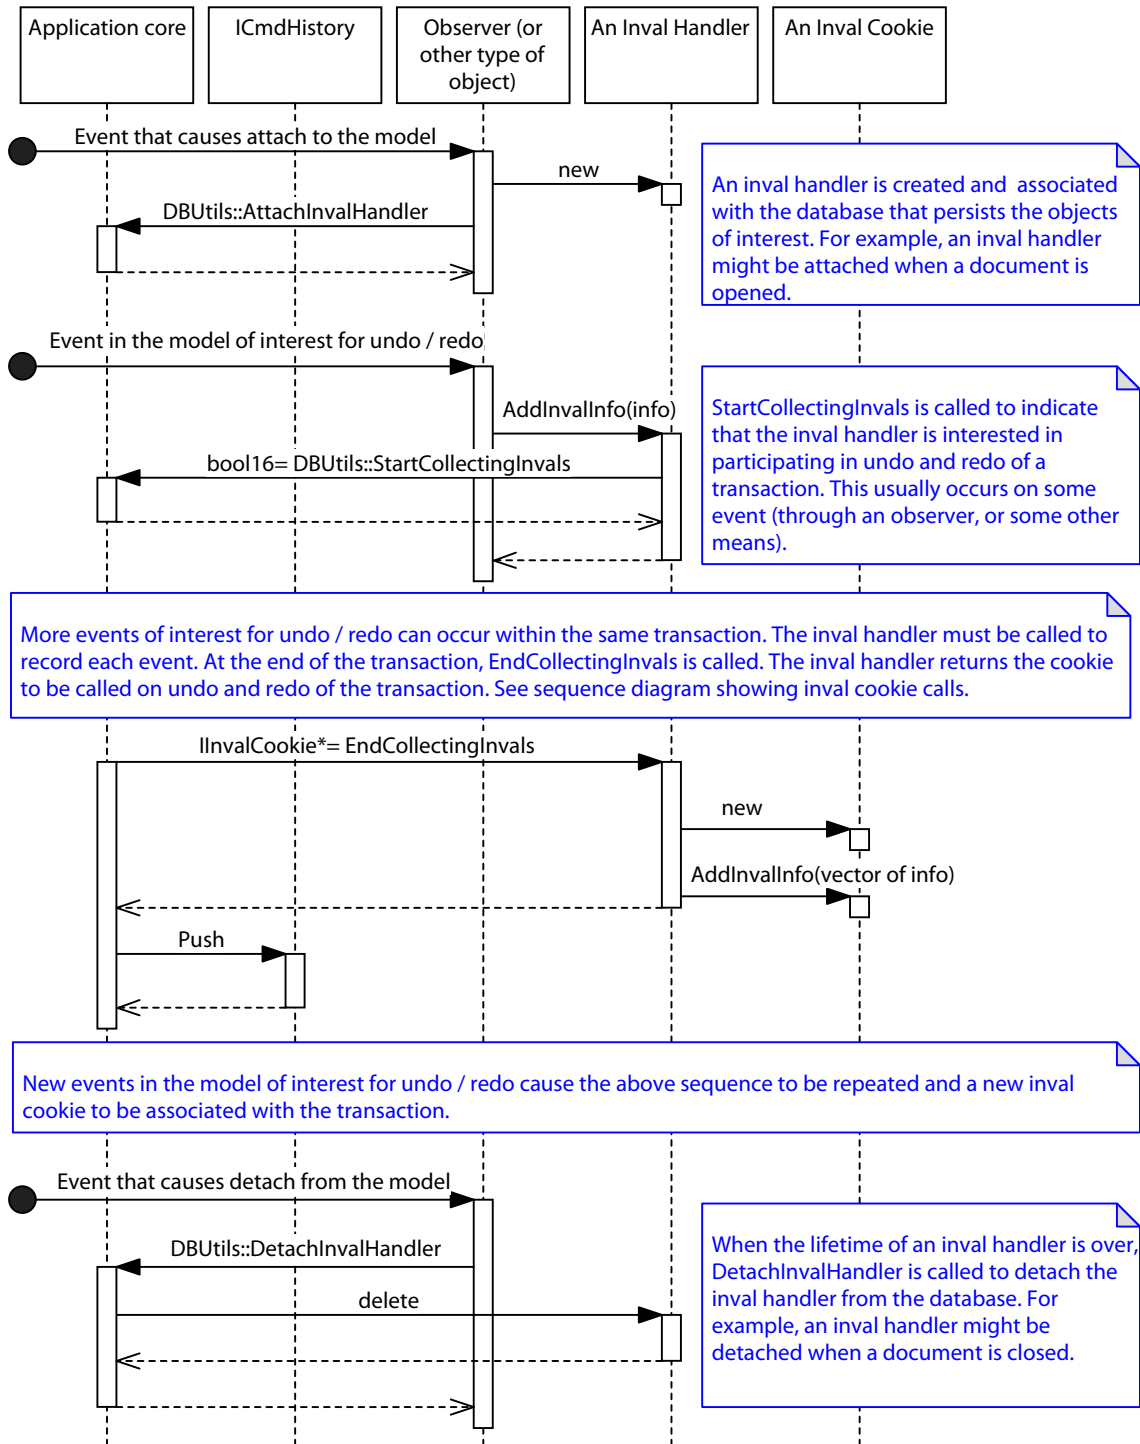 Application core
ICmdHistory
Observer (or
other type of
object)
An Inval Handler
An Inval Cookie
Event that causes attach to the model
new
DBUtils::AttachInvalHandler
An inval handler is created and  associated
with the database that persists the objects
of interest. For example, an inval handler
might be attached when a document is
opened.
Event in the model of interest for undo / redo
AddInvalInfo(info)
bool16= DBUtils::StartCollectingInvals
StartCollectingInvals is called to indicate
that the inval handler is interested in
participating in undo and redo of a
transaction. This usually occurs on some
event (through an observer, or some other
means).
More events of interest for undo / redo can occur within the same transaction. The inval handler must be called to
record each event. At the end of the transaction, EndCollectingInvals is called. The inval handler returns the cookie
to be called on undo and redo of the transaction. See sequence diagram showing inval cookie calls.
IInvalCookie*= EndCollectingInvals
new
AddInvalInfo(vector of info)
Push
New events in the model of interest for undo / redo cause the above sequence to be repeated and a new inval
cookie to be associated with the transaction.
Event that causes detach from the model
DBUtils::DetachInvalHandler
delete
When the lifetime of an inval handler is over,
DetachInvalHandler is called to detach the
inval handler from the database. For
example, an inval handler might be
detached when a document is closed.